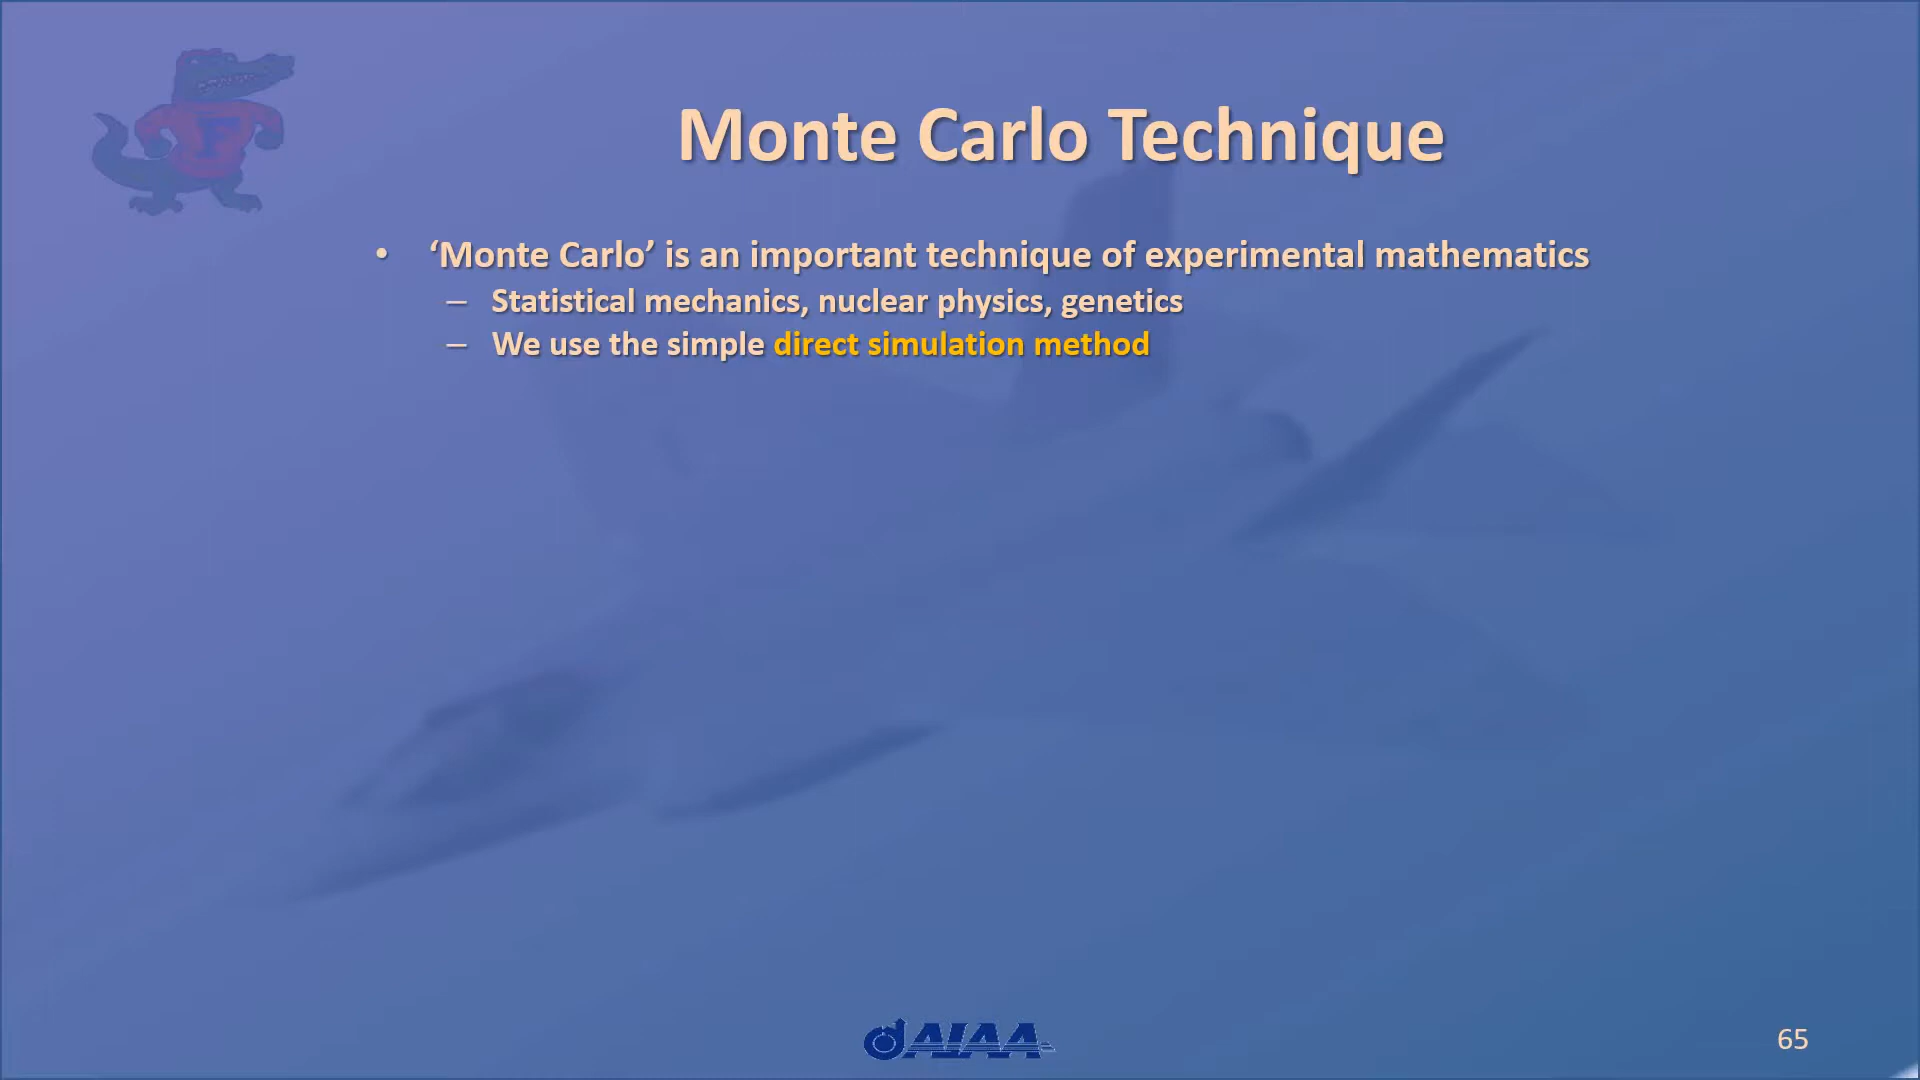 F
Monte Carlo Technique
• ‘Monte Carlo’ is an important technique of experimental mathematics
– Statistical mechanics, nuclear physics, genetics
– We use the simple direct simulation method
AIAA
65